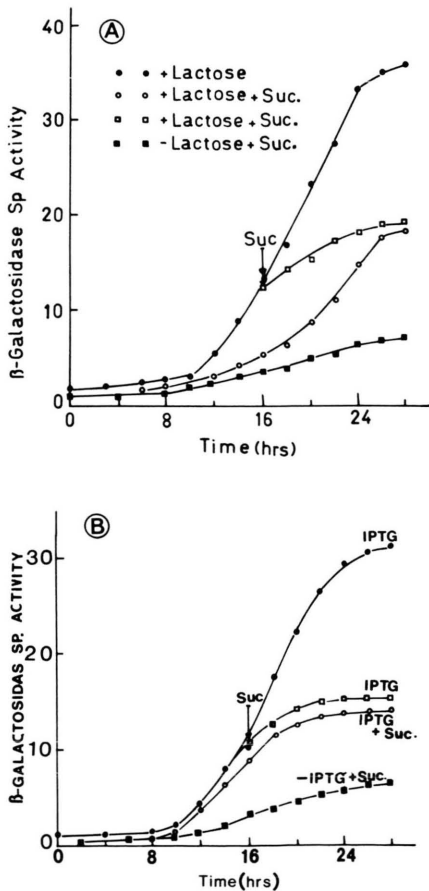 A
40
30
20
10
0
β-Galactosidase Sp Activity
+Lactose
+Lactose+Suc.
+Lactose+Suc.
-Lactose+Suc.
Suc
0 8 16 24
Time (hrs)
B
30
20
10
0
β-GALACTOSIDAS SP. ACTIVITY
IPTG
Suc
IPTG
IPTG
+ Suc.
-IPTG+Suc.
0 8 16 24
Time(hrs)